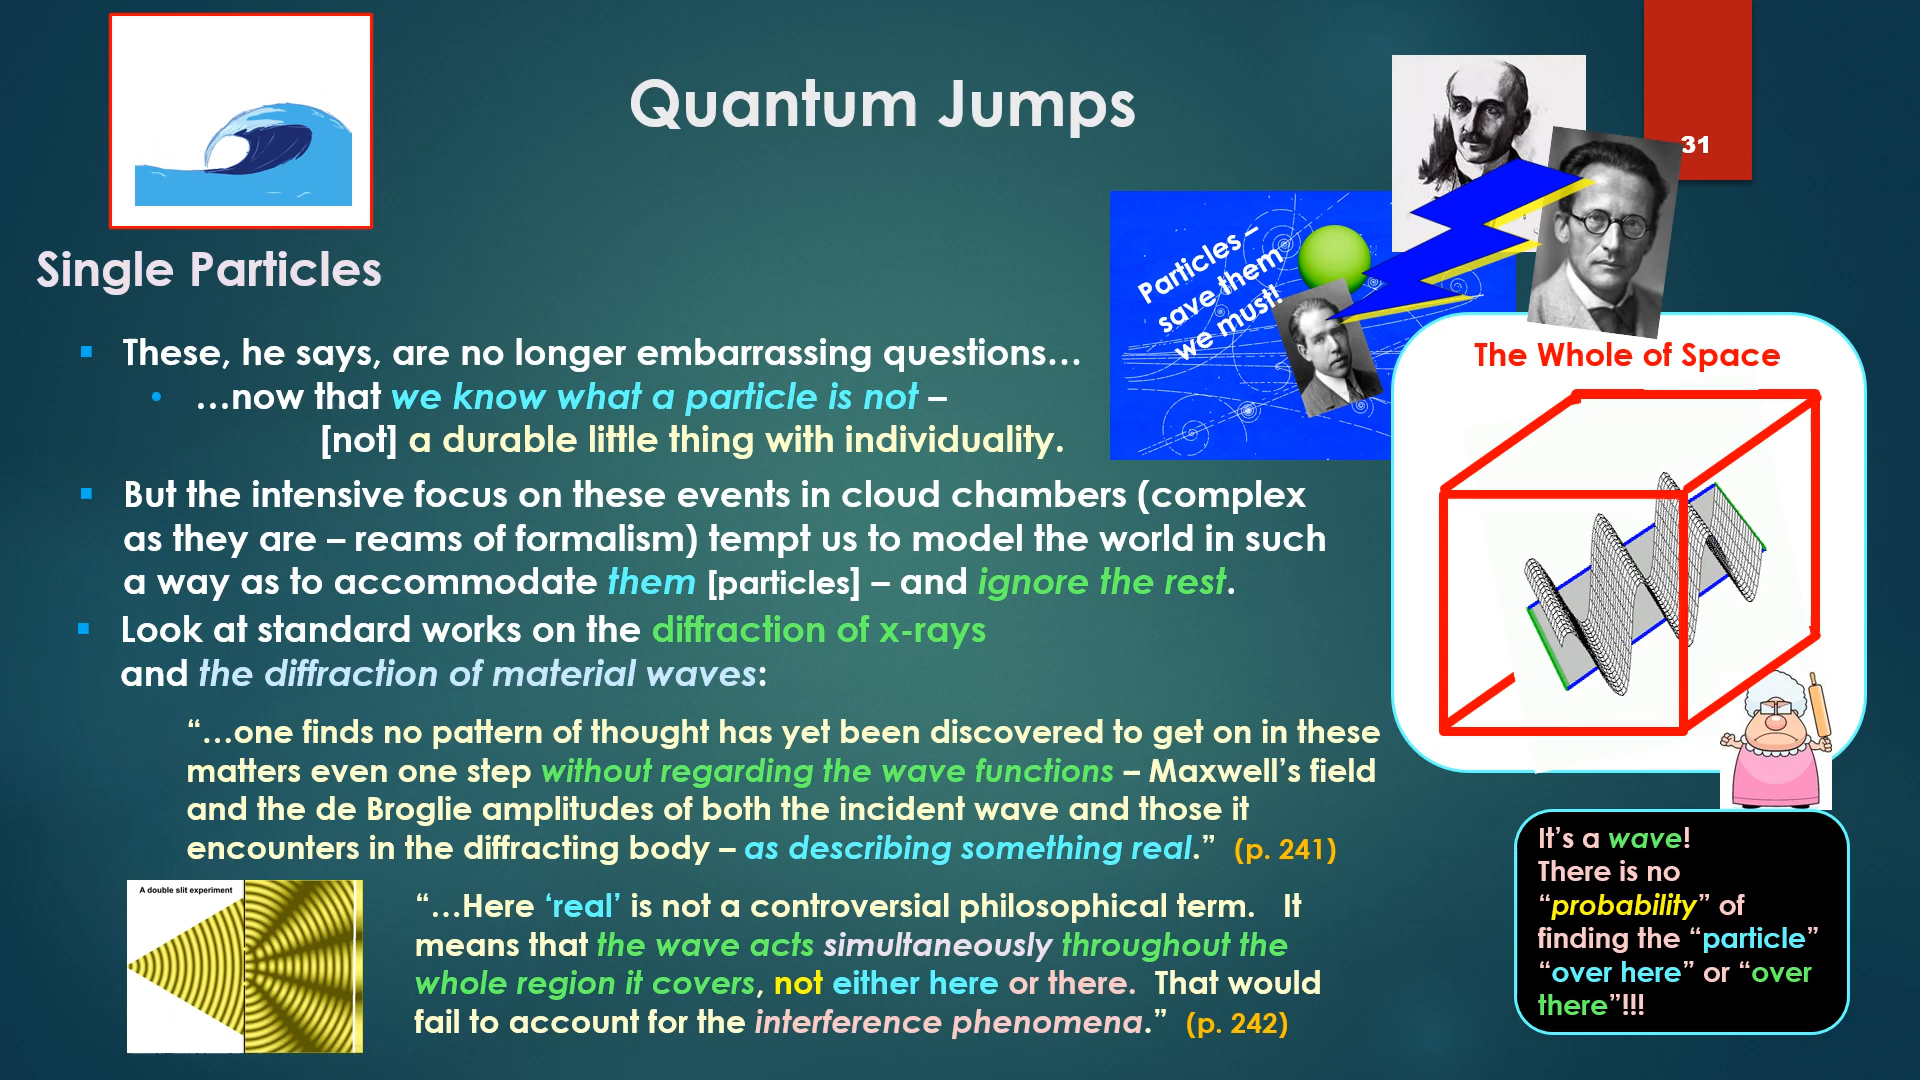 Quantum Jumps
31
Single Particles
Particles –
save them
we must!
These, he says, are no longer embarrassing questions…
…now that we know what a particle is not –
[not] a durable little thing with individuality.
But the intensive focus on these events in cloud chambers (complex
as they are – reams of formalism) tempt us to model the world in such
a way as to accommodate them [particles] – and ignore the rest.
Look at standard works on the diffraction of x-rays
and the diffraction of material waves:
“…one finds no pattern of thought has yet been discovered to get on in these
matters even one step without regarding the wave functions – Maxwell’s field
and the de Broglie amplitudes of both the incident wave and those it
encounters in the diffracting body – as describing something real.” (p. 241)
A double slit experiment
“…Here ‘real’ is not a controversial philosophical term. It
means that the wave acts simultaneously throughout the
whole region it covers, not either here or there. That would
fail to account for the interference phenomena.” (p. 242)
The Whole of Space
It’s a wave!
There is no
“probability” of
finding the “particle”
“over here” or “over
there”!!!